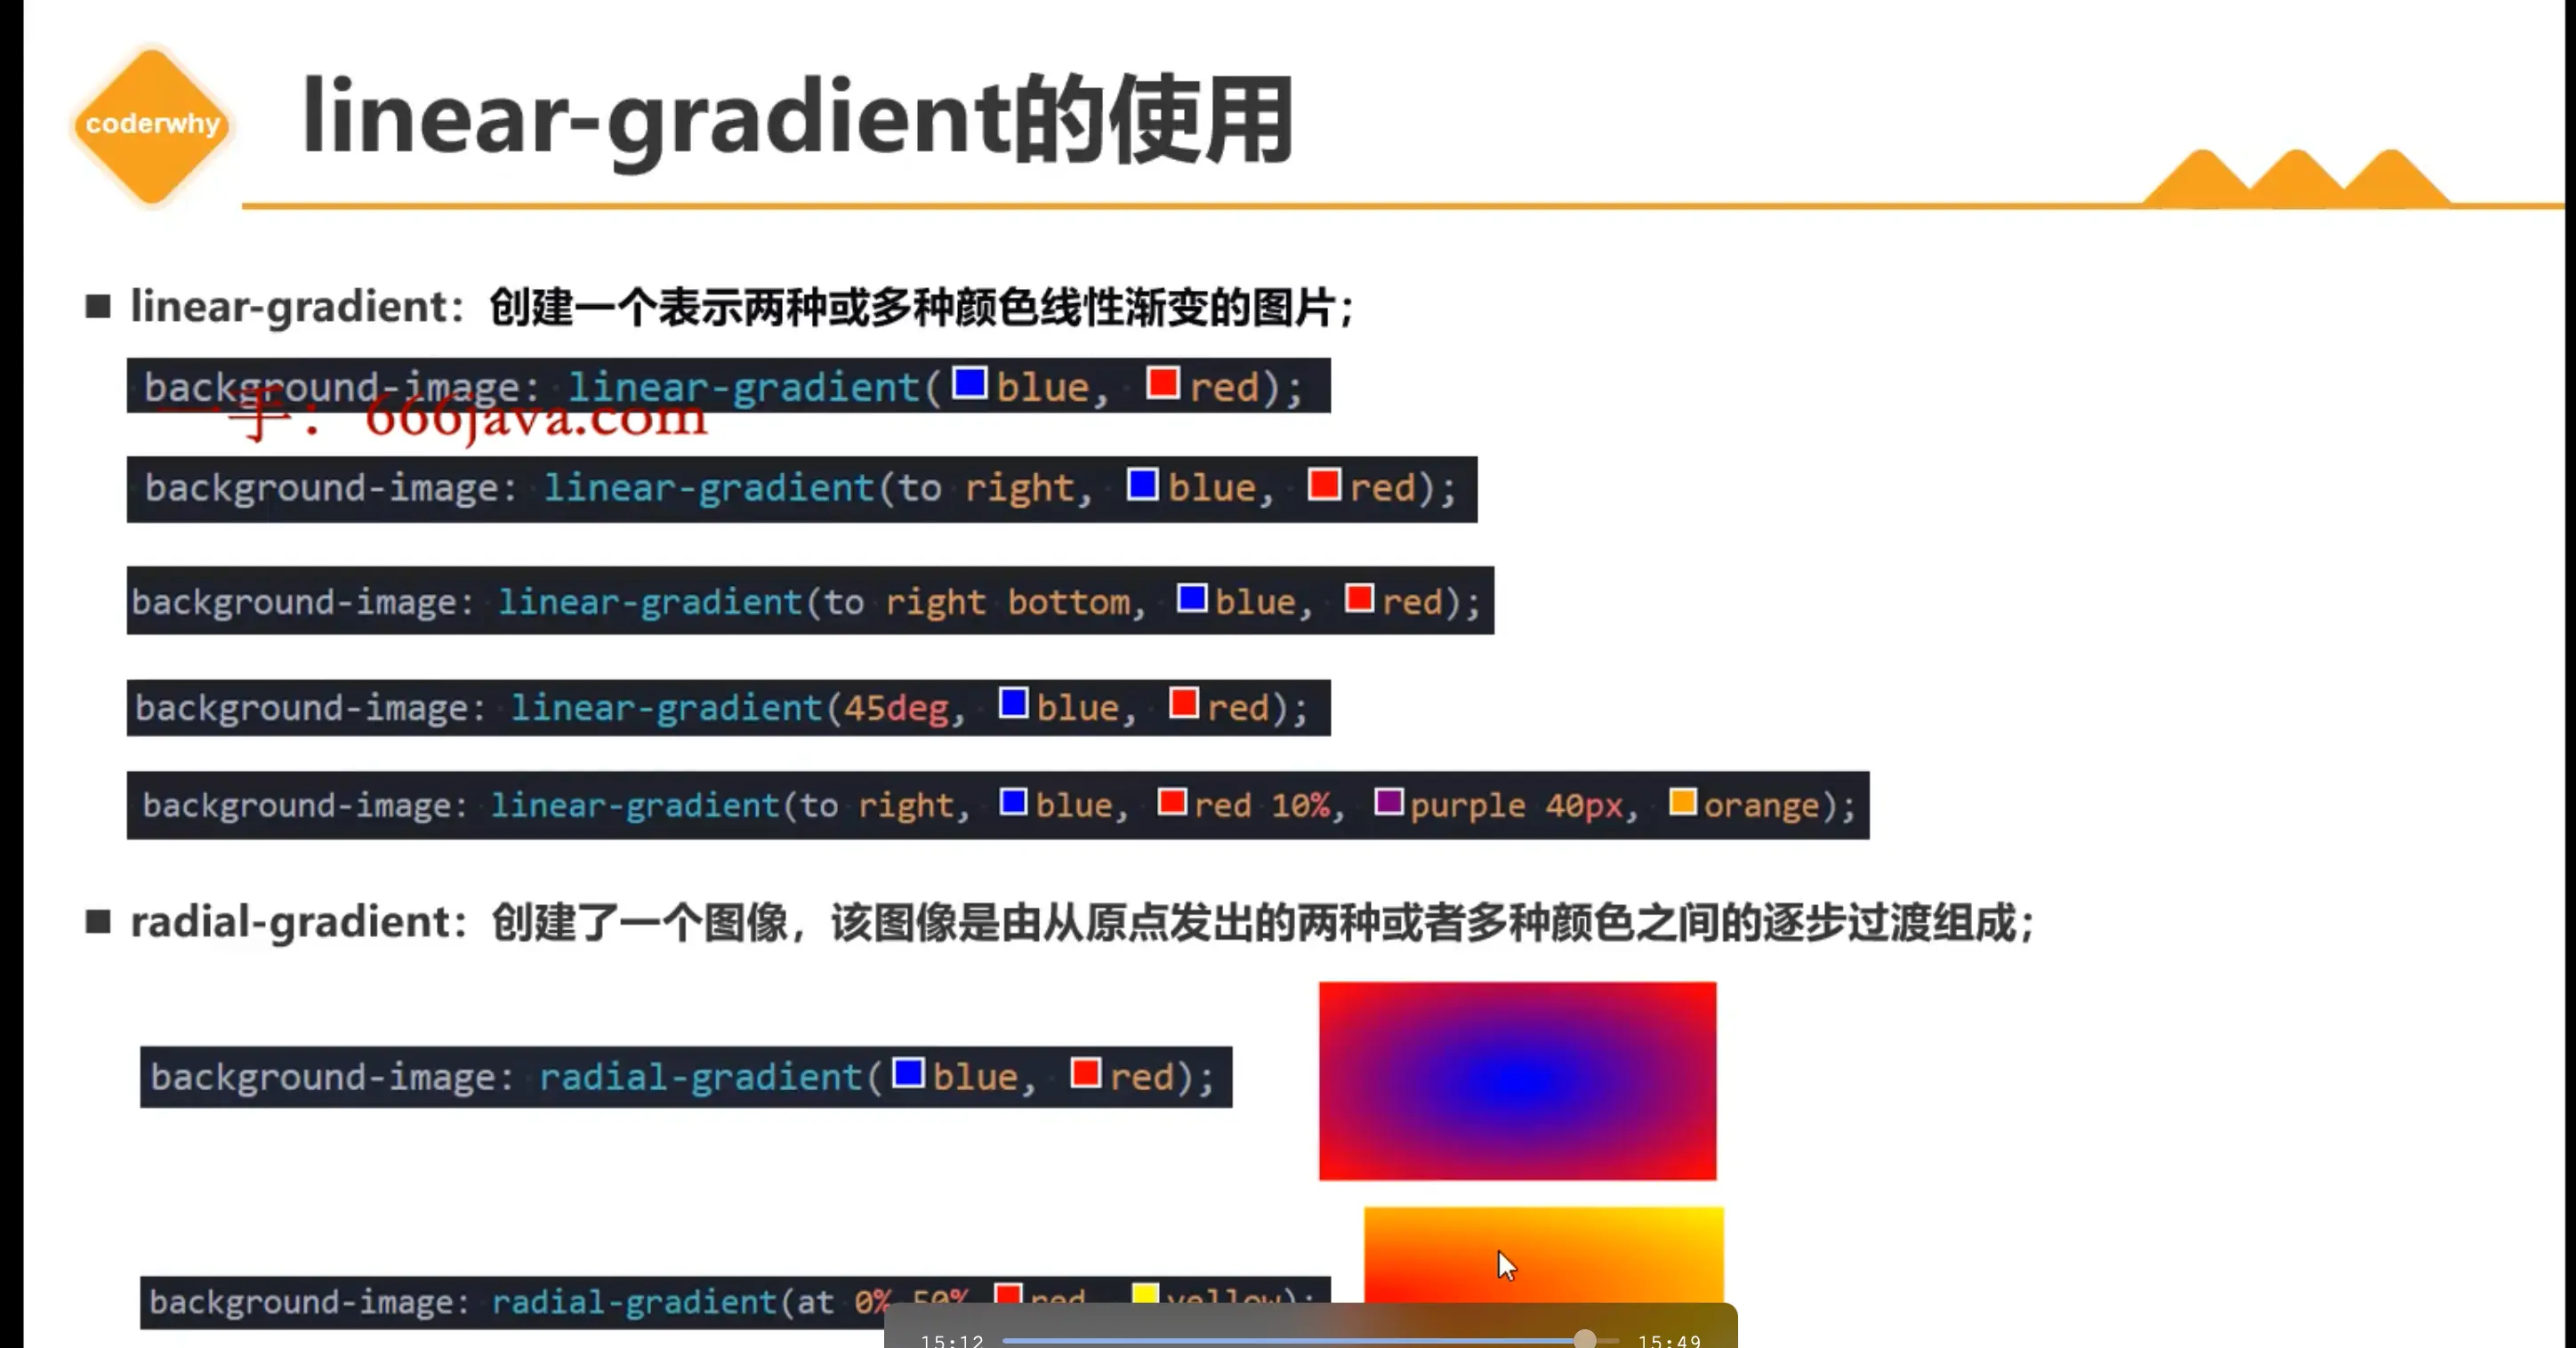 coderwhy
linear-gradient的使用
linear-gradient：创建一个表示两种或多种颜色线性渐变的图片；
background-image: linear-gradient(blue, red);
一手：666java.com
background-image: linear-gradient(to right, blue, red);
background-image: linear-gradient(to right bottom, blue, red);
background-image: linear-gradient(45deg, blue, red);
background-image: linear-gradient(to right, blue, red 10%, purple 40px, orange);
radial-gradient：创建了一个图像，该图像是由从原点发出的两种或者多种颜色之间的逐步过渡组成；
background-image: radial-gradient(blue, red);
background-image: radial-gradient(at 0% 50%, red, yellow);
15:12 15:49